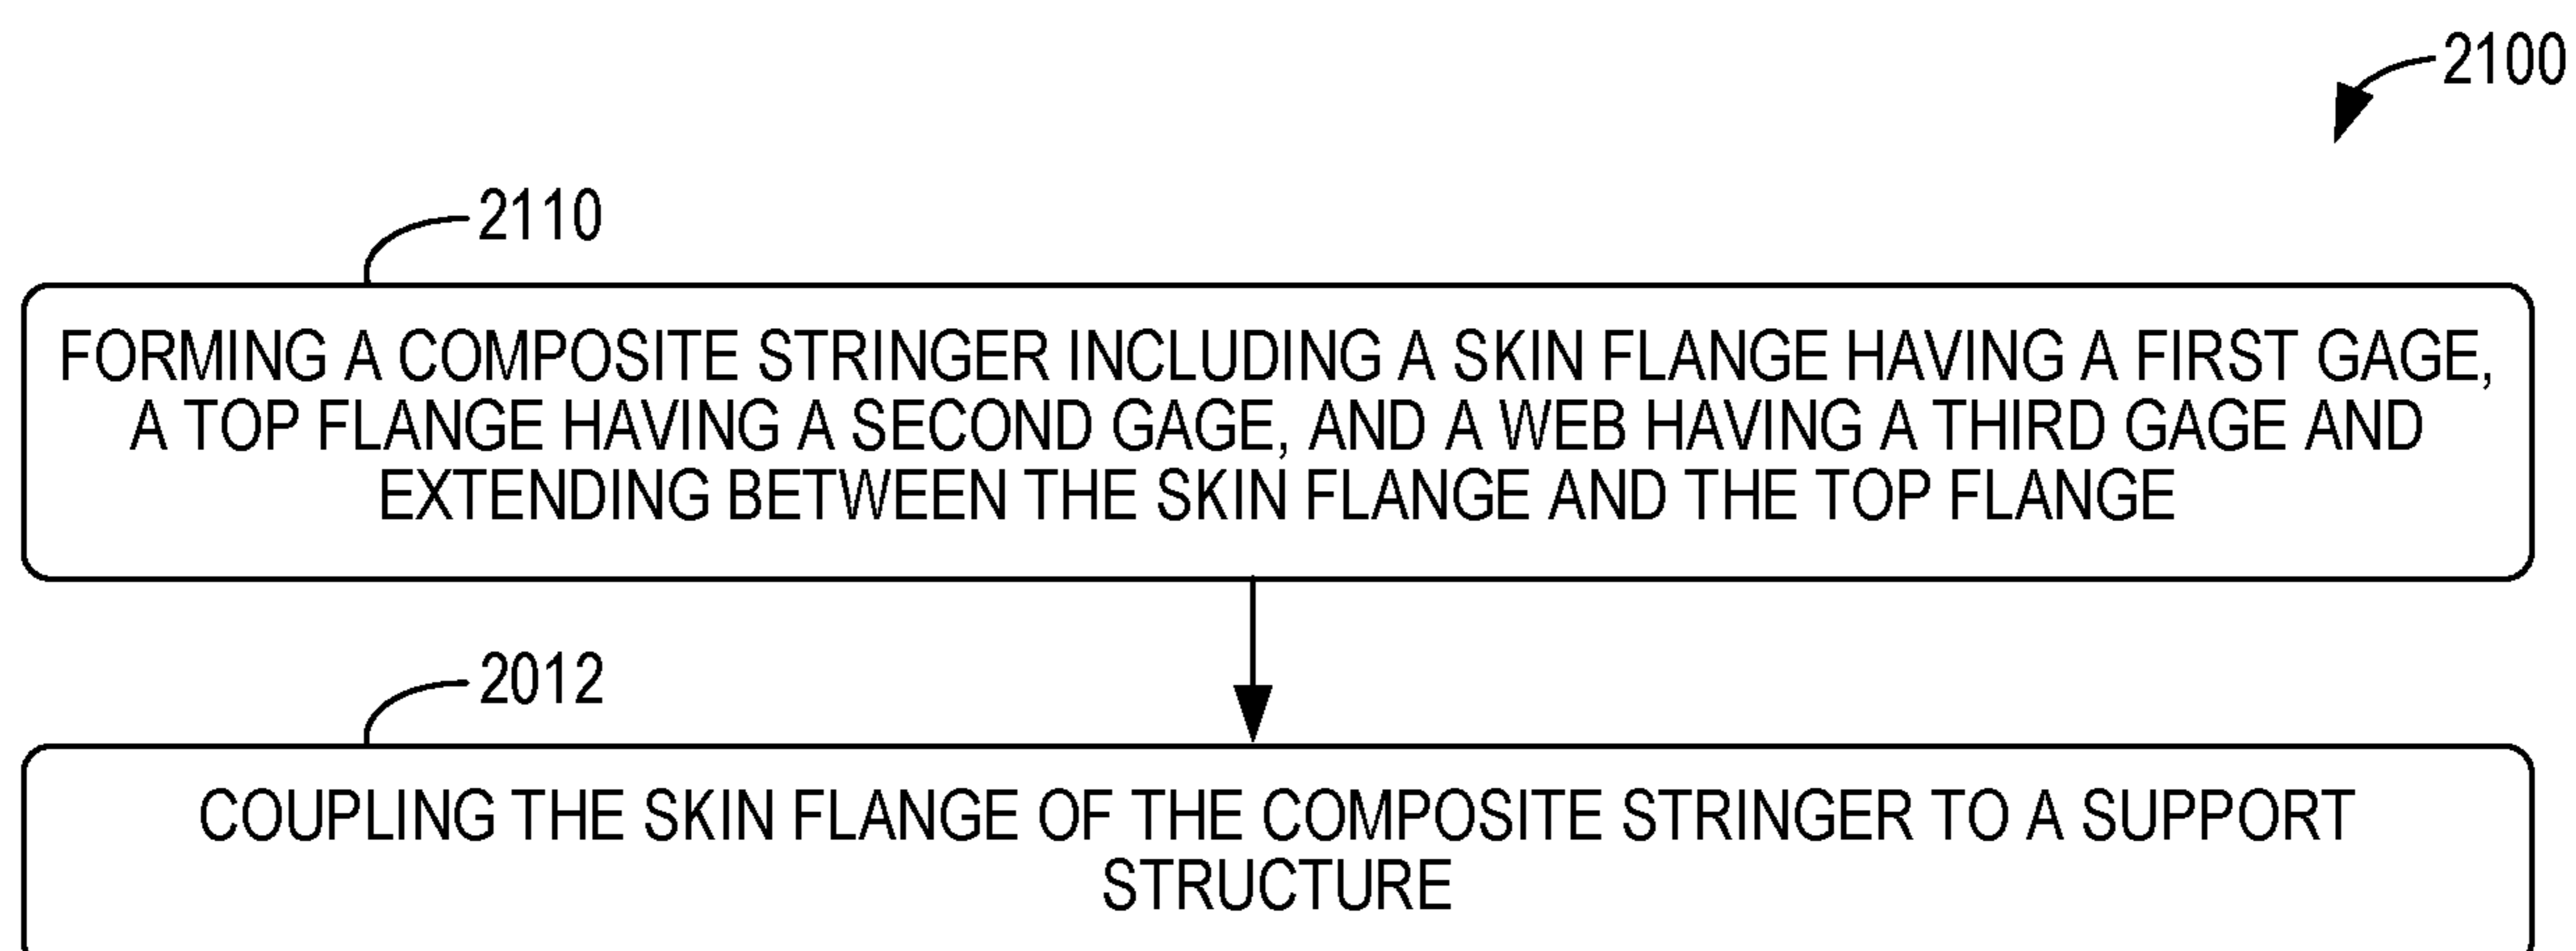 2100
2110
FORMING A COMPOSITE STRINGER INCLUDING A SKIN FLANGE HAVING A FIRST GAGE,
A TOP FLANGE HAVING A SECOND GAGE, AND A WEB HAVING A THIRD GAGE AND
EXTENDING BETWEEN THE SKIN FLANGE AND THE TOP FLANGE
2012
COUPLING THE SKIN FLANGE OF THE COMPOSITE STRINGER TO A SUPPORT
STRUCTURE